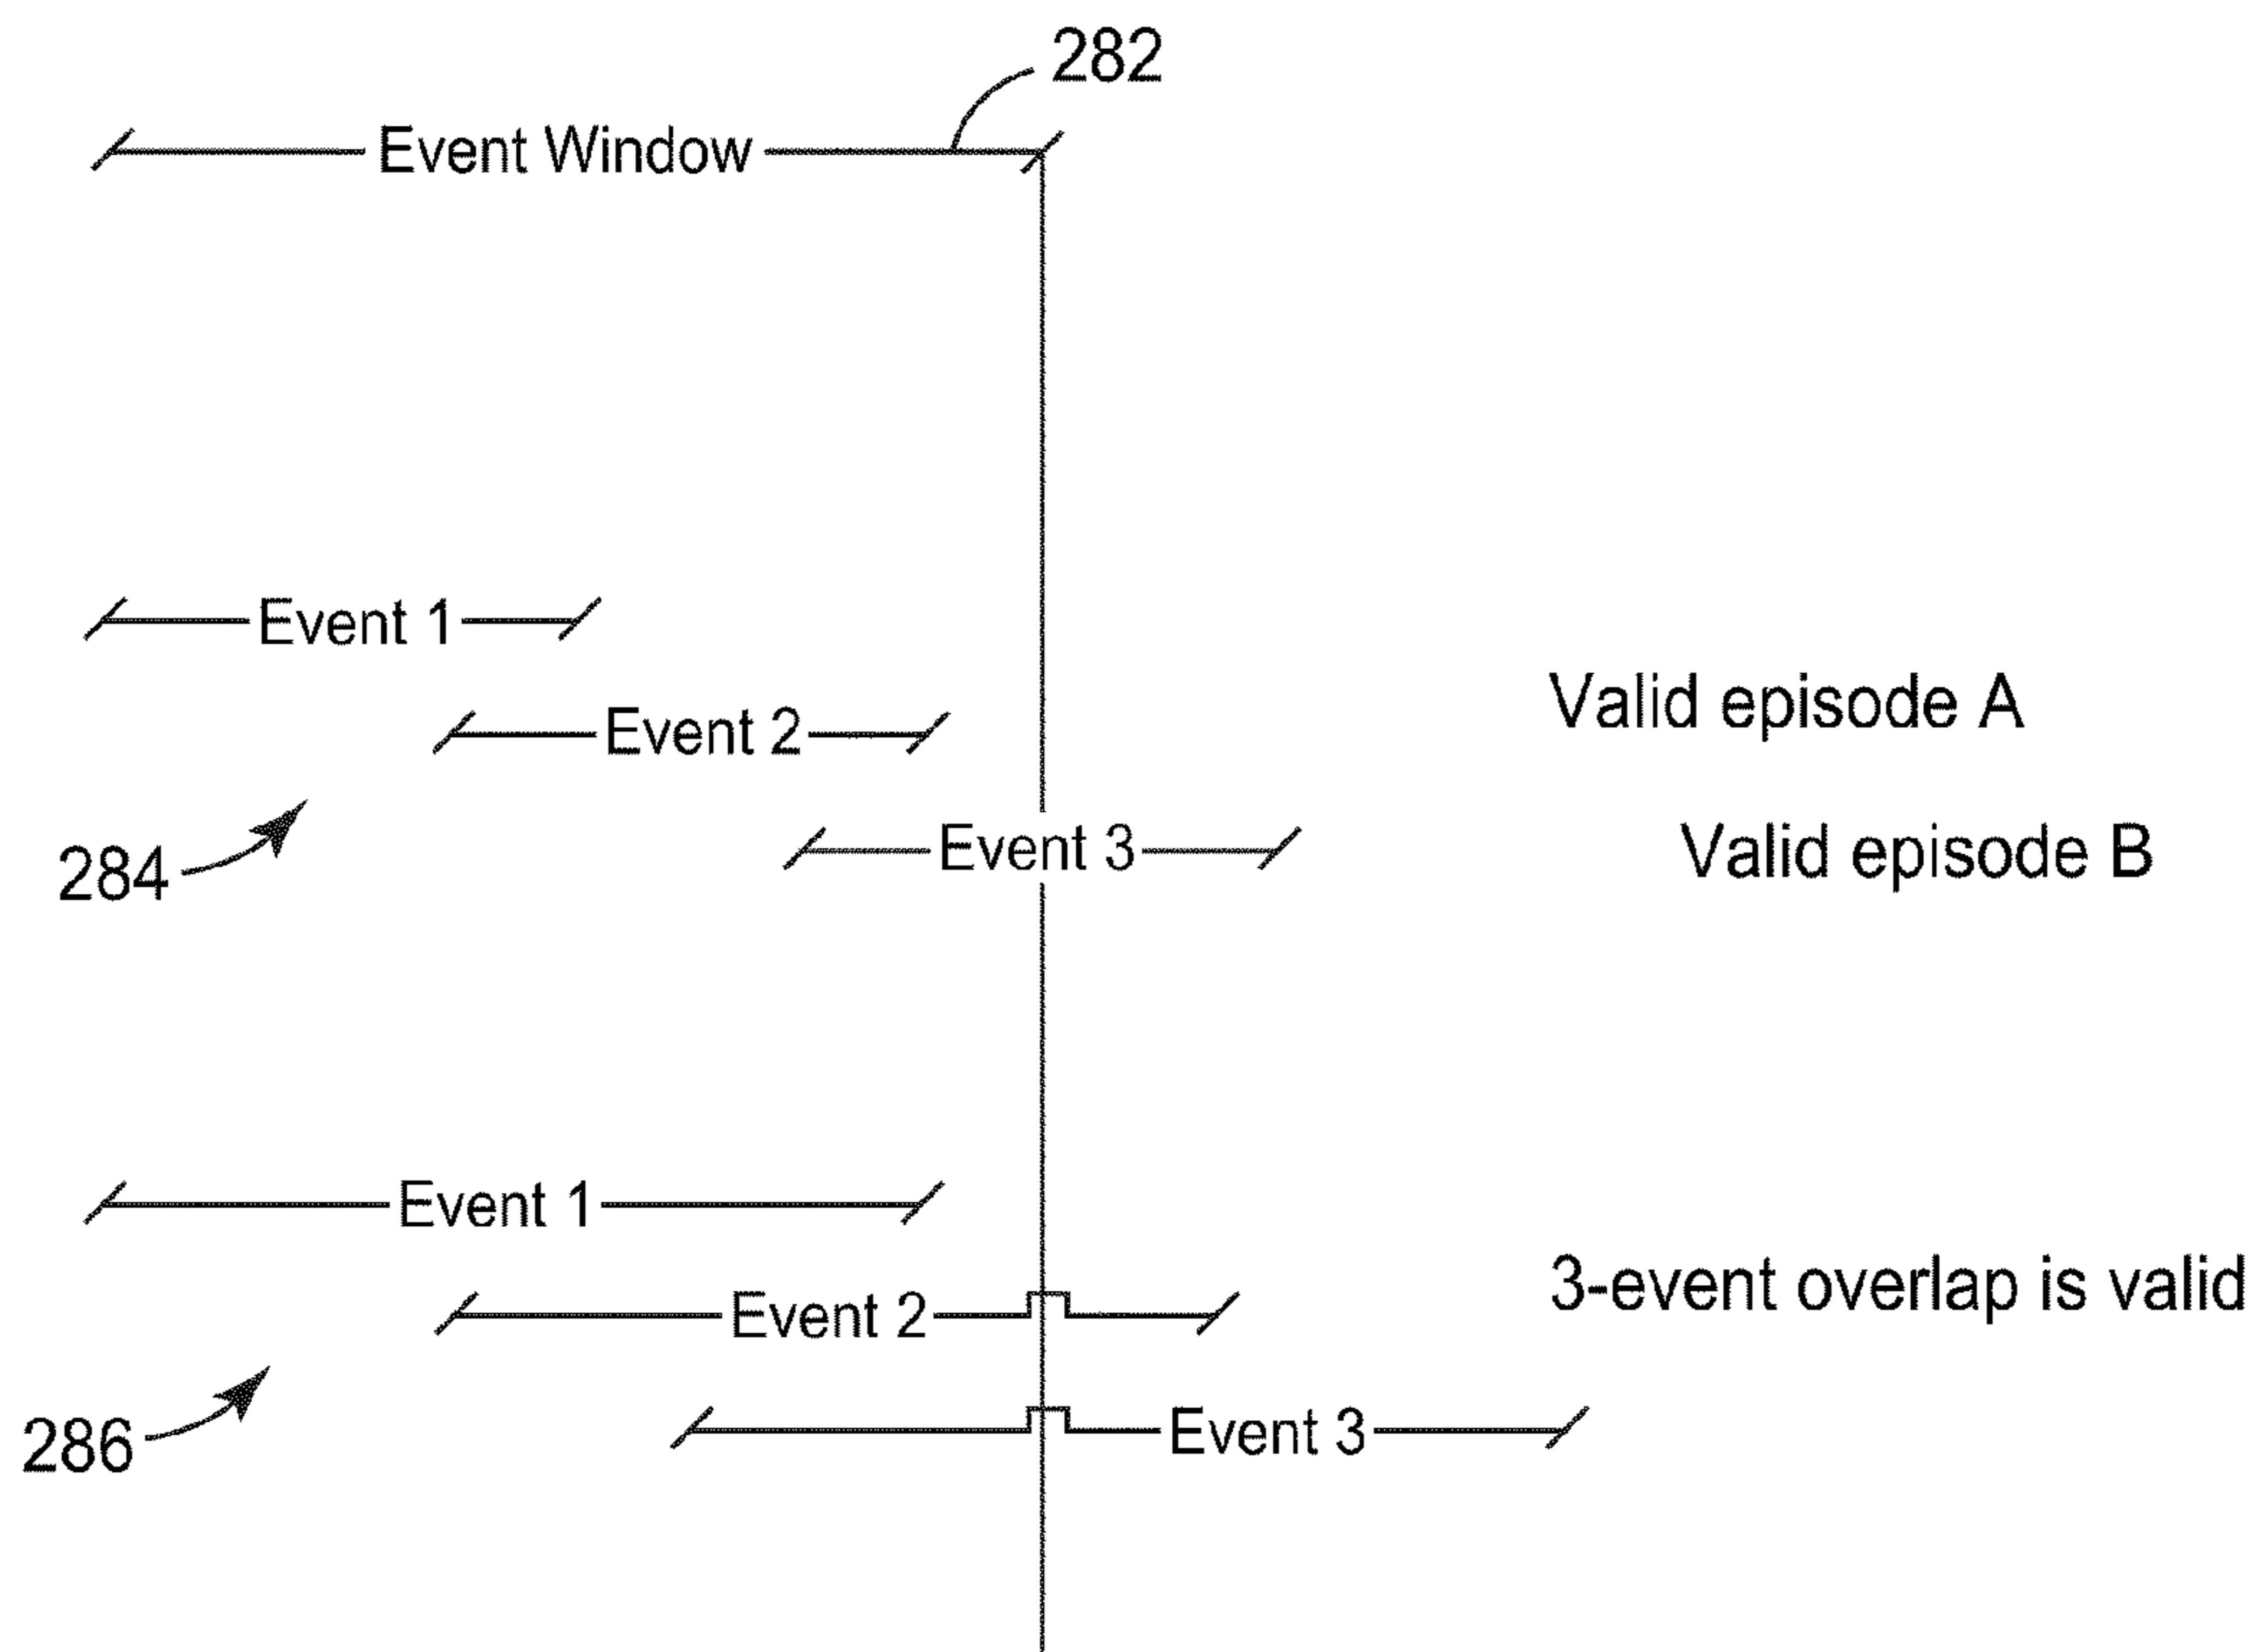 282
Event Window
Event 1
Valid episode A
Event 2
Valid episode B
Event 3
284
Event 1
3-event overlap is valid
Event 2
286
Event 3